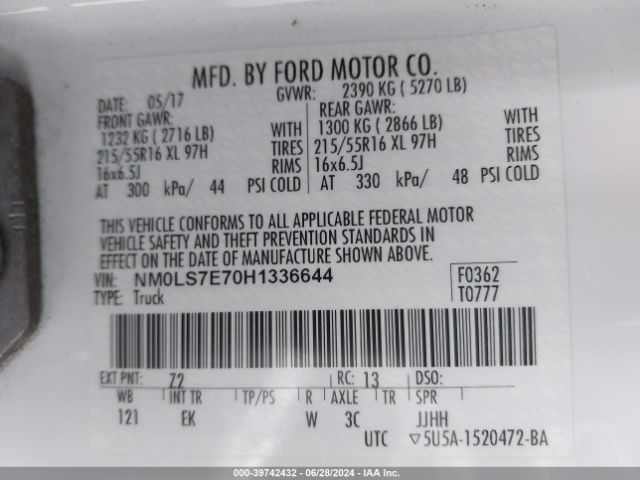 MFD. BY FORD MOTOR CO.
DATE: 05/17 GVWR: 2390 KG ( 5270 LB)
FRONT GAWR: REAR GAWR:
1232 KG ( 2716 LB) WITH 1300 KG ( 2866 LB) WITH
215/55R16 XL 97H TIRES 215/55R16 XL 97H TIRES
16x6.5J RIMS 16x6.5J RIMS
AT 300 kPa/ 44 PSI COLD AT 330 kPa/ 48 PSI COLD
THIS VEHICLE CONFORMS TO ALL APPLICABLE FEDERAL MOTOR
VEHICLE SAFETY AND THEFT PREVENTION STANDARDS IN
EFFECT ON THE DATE OF MANUFACTURE SHOWN ABOVE.
VIN: NM0LS7E70H1336644 F0362
TYPE: Truck T0777
EXT PNT: Z2 RC: 13 DSO:
WB INT TR TP/PS R AXLE TR SPR
121 EK W 3C JJHH
UTC ▽5U5A-1520472-BA
000-39742432 - 06/28/2024 - IAAI.COM